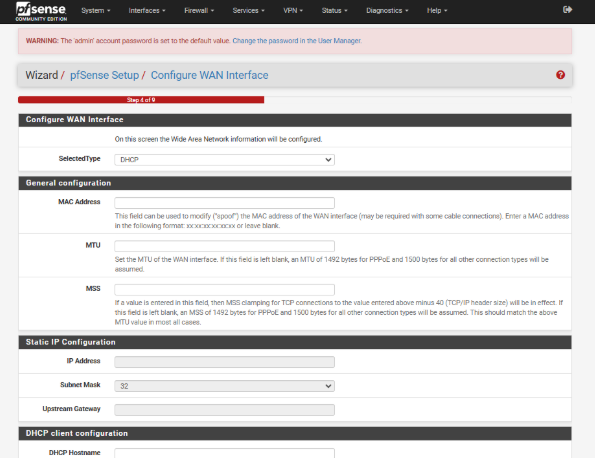 pfsense
COMMUNITY EDITION
System Interfaces Firewall Services VPN Status Diagnostics Help
WARNING: The 'admin' account password is set to the default value. Change the password in the User Manager.
Wizard / pfSense Setup / Configure WAN Interface
Step 4 of 9
Configure WAN Interface
On this screen the Wide Area Network information will be configured.
SelectedType DHCP
General configuration
MAC Address
This field can be used to modify ("spoof") the MAC address of the WAN interface (may be required with some cable connections). Enter a MAC address
in the following format: xx:xx:xx:xx:xx:xx or leave blank.
MTU
Set the MTU of the WAN interface. If this field is left blank, an MTU of 1492 bytes for PPPoE and 1500 bytes for all other connection types will be
assumed.
MSS
If a value is entered in this field, then MSS clamping for TCP connections to the value entered above minus 40 (TCP/IP header size) will be in effect. If
this field is left blank, an MSS of 1492 bytes for PPPoE and 1500 bytes for all other connection types will be assumed. This should match the above
MTU value in most all cases.
Static IP Configuration
IP Address
Subnet Mask 32
Upstream Gateway
DHCP client configuration
DHCP Hostname